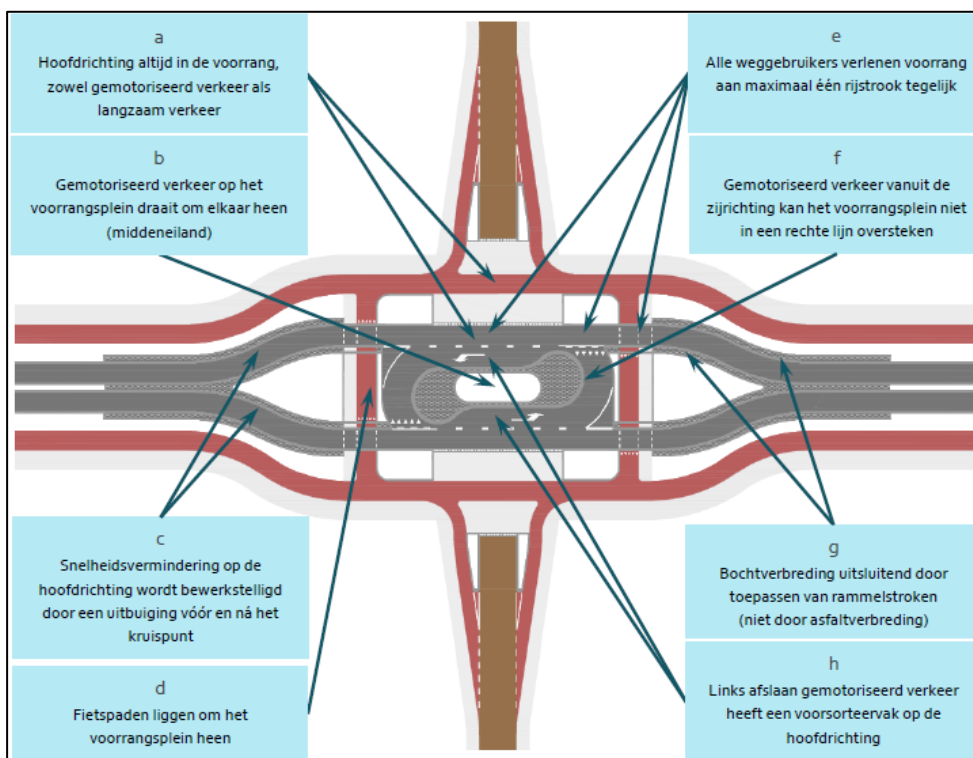 a
Hoofdrichting altijd in de voorrang,
zowel gemotoriseerd verkeer als
langzaam verkeer
b
Gemotoriseerd verkeer op het
voorrangsplein draait om elkaar heen
(middeneiland)
c
Snelheidsvermindering op de
hoofdrichting wordt bewerkstelligd
door een uitbuiging vóór en ná het
kruispunt
d
Fietspaden liggen om het
voorrangsplein heen
e
Alle weggebruikers verlenen voorrang
aan maximaal één rijstrook tegelijk
f
Gemotoriseerd verkeer vanuit de
zijrichting kan het voorrangsplein niet
in een rechte lijn oversteken
g
Bochtverbreding uitsluitend door
toepassen van rammelstroken
(niet door asfaltverbreding)
h
Links afslaan gemotoriseerd verkeer
heeft een voorsorteervak op de
hoofdrichting